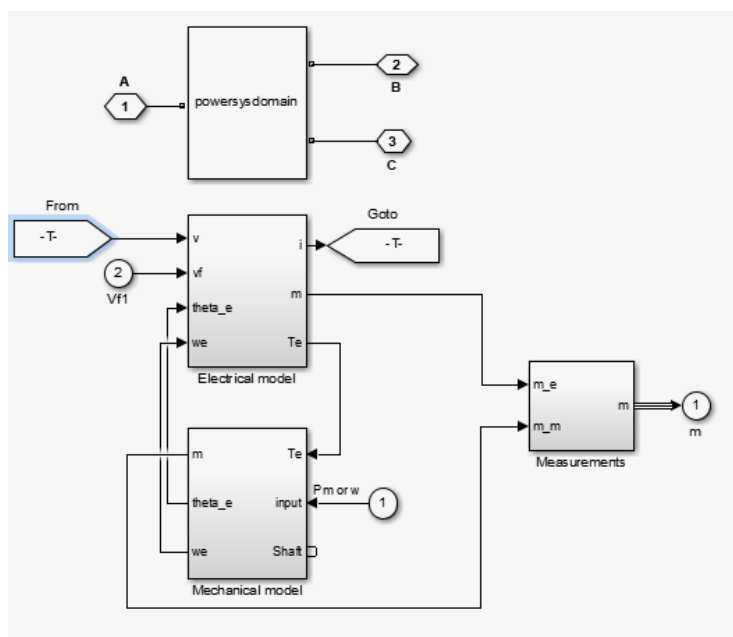 A
1
powersysdomain
2
B
3
C
From
-T-
Goto
-T-
v
i
2
Vf1
vf
m
theta_e
we
Te
Electrical model
m_e
m
1
m
m_m
Measurements
m
Te
theta_e
input
Pm or w
1
we
Shaft
Mechanical model